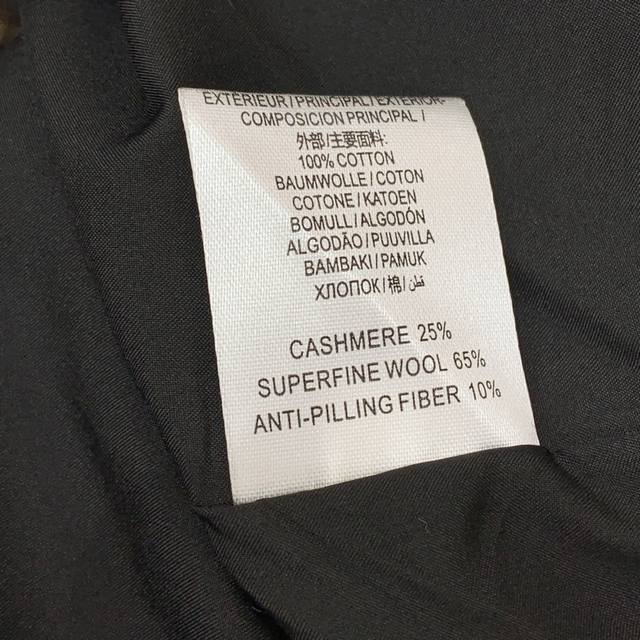 EXTÉRIEUR/PRINCIPAL/EXTERIOR-
COMPOSICION PRINCIPAL/
外部/主要面料:
100% COTTON
BAUMWOLLE/COTON
COTONE/KATOEN
BOMULL/ALGODÓN
ALGODÃO/PUUVILLA
BAMBAKI/PAMUK
ХЛОПОК/棉/قطن
CASHMERE 25%
SUPERFINE WOOL 65%
ANTI-PILLING FIBER 10%